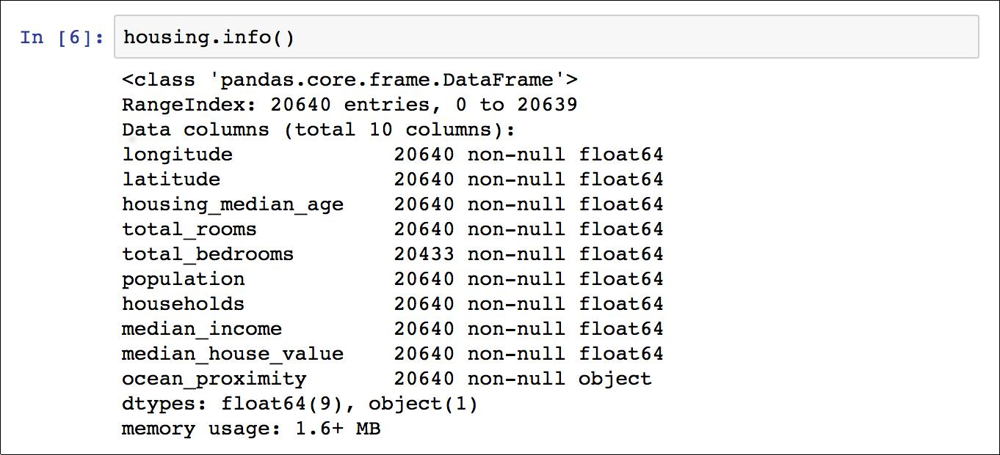 In [6]: housing.info()
<class 'pandas.core.frame.DataFrame'>
RangeIndex: 20640 entries, 0 to 20639
Data columns (total 10 columns):
longitude             20640 non-null float64
latitude              20640 non-null float64
housing_median_age    20640 non-null float64
total_rooms           20640 non-null float64
total_bedrooms        20433 non-null float64
population            20640 non-null float64
households            20640 non-null float64
median_income         20640 non-null float64
median_house_value    20640 non-null float64
ocean_proximity       20640 non-null object
dtypes: float64(9), object(1)
memory usage: 1.6+ MB